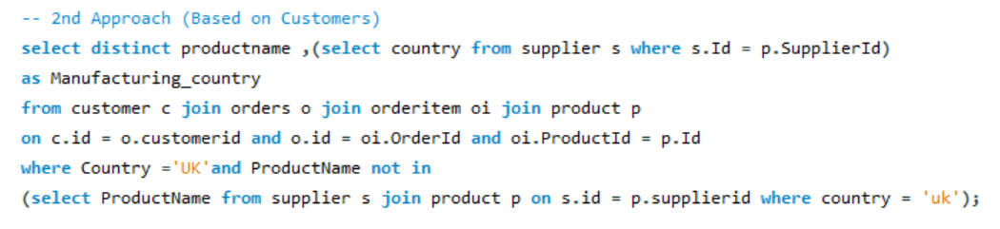 -- 2nd Approach (Based on Customers)
select distinct productname ,(select country from supplier s where s.Id = p.SupplierId)
as Manufacturing_country
from customer c join orders o join orderitem oi join product p
on c.id = o.customerid and o.id = oi.OrderId and oi.ProductId = p.Id
where Country ='UK'and ProductName not in
(select ProductName from supplier s join product p on s.id = p.supplierid where country = 'uk');